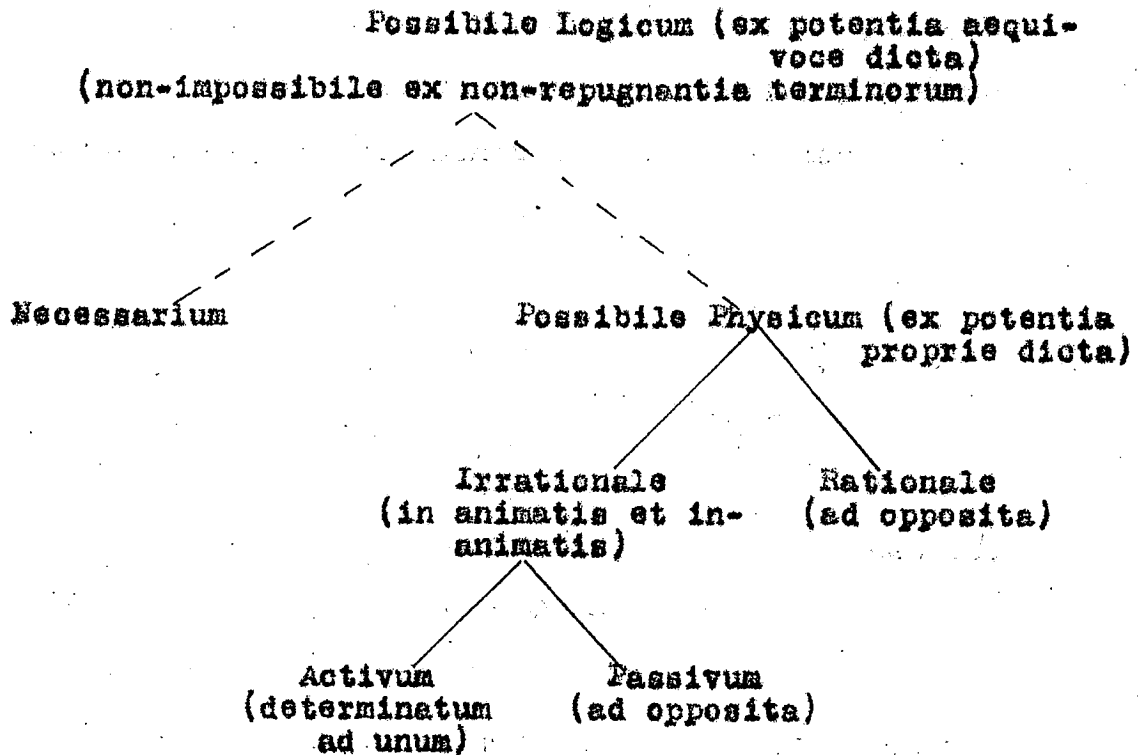 Possibile Logicum (ex potentia aequi-
voce dicta)
(non-impossibile ex non-repugnantia terminorum)
Necessarium
Possibile Physicum (ex potentia
proprie dicta)
Irrationale
(in animatis et in-
animatis)
Rationale
(ad opposita)
Activum
(determinatum
ad unum)
Passivum
(ad opposita)